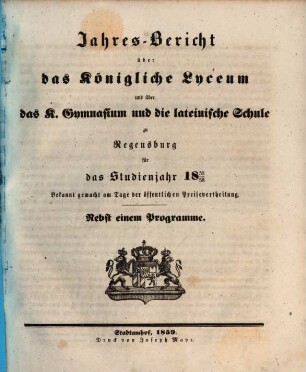 Jahres-Bericht
über
das Königliche Lyceum
und über
das K. Gymnasium und die lateinische Schule
zu
Regensburg
für
das Studienjahr 18
Bekannt gemacht am Tage der öffentlichen Preisevertheilung.
Nebst einem Programme.
Stadtamhof, 1859.
Druck von Joseph Mayr.